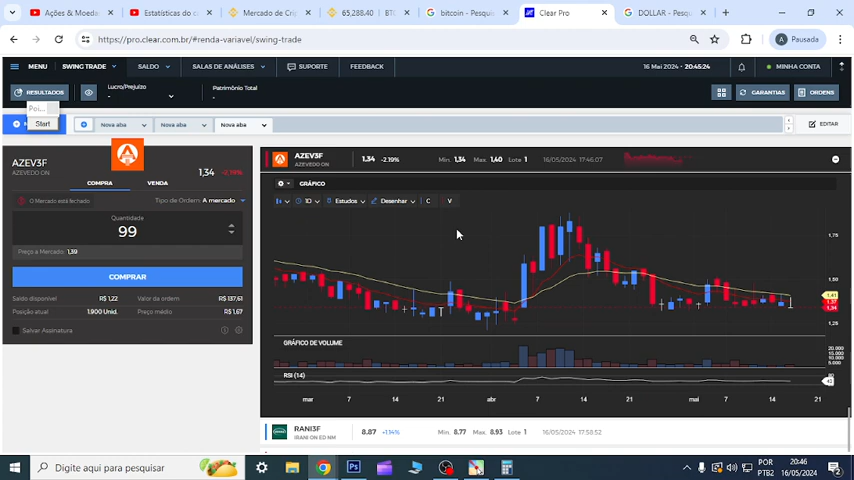 Ações & Moeda
Estatísticas do c
Mercado de Crip
65,288.40 | BTC
bitcoin - Pesquis
Clear Pro
DOLLAR - Pesqu
https://pro.clear.com.br/#renda-variavel/swing-trade
Pausada
MENU
SWING TRADE
SALDO
SALAS DE ANÁLISES
SUPORTE
FEEDBACK
16 Mai 2024 20:45:24
MINHA CONTA
RESULTADOS
Lucro/Prejuízo
-
Patrimônio Total
-
GARANTIAS
ORDENS
Poi...
Start
Nova aba
Nova aba
Nova aba
EDITAR
AZEV3F
AZEVEDO ON
1,34 -2,19%
COMPRA
VENDA
O Mercado está fechado
Tipo de Ordem: A mercado
Quantidade
99
Preço a Mercado: 1,39
COMPRAR
Saldo disponível R$ 1,22 Valor da ordem R$ 137,61
Posição atual 1.900 Unid. Preço médio R$ 1,67
Salvar Assinatura
AZEV3F
AZEVEDO ON
1,34 -2,19%
Min. 1,34 Max. 1,40 Lote 1 16/05/2024 17:46:07
GRÁFICO
1D
Estudos
Desenhar
C
V
1,75
1,50
1,41
1,37
1,34
1,25
GRÁFICO DE VOLUME
20.000
15.000
10.000
5.000
RSI (14)
mar 7 14 21 abr 7 14 21 mai 7 14 21
RANI3F
IRANI ON ED NM
8,87 +1,14% Min. 8,77 Max. 8,93 Lote 1 16/05/2024 17:58:52
Digite aqui para pesquisar
POR
PTB2
20:46
16/05/2024
2